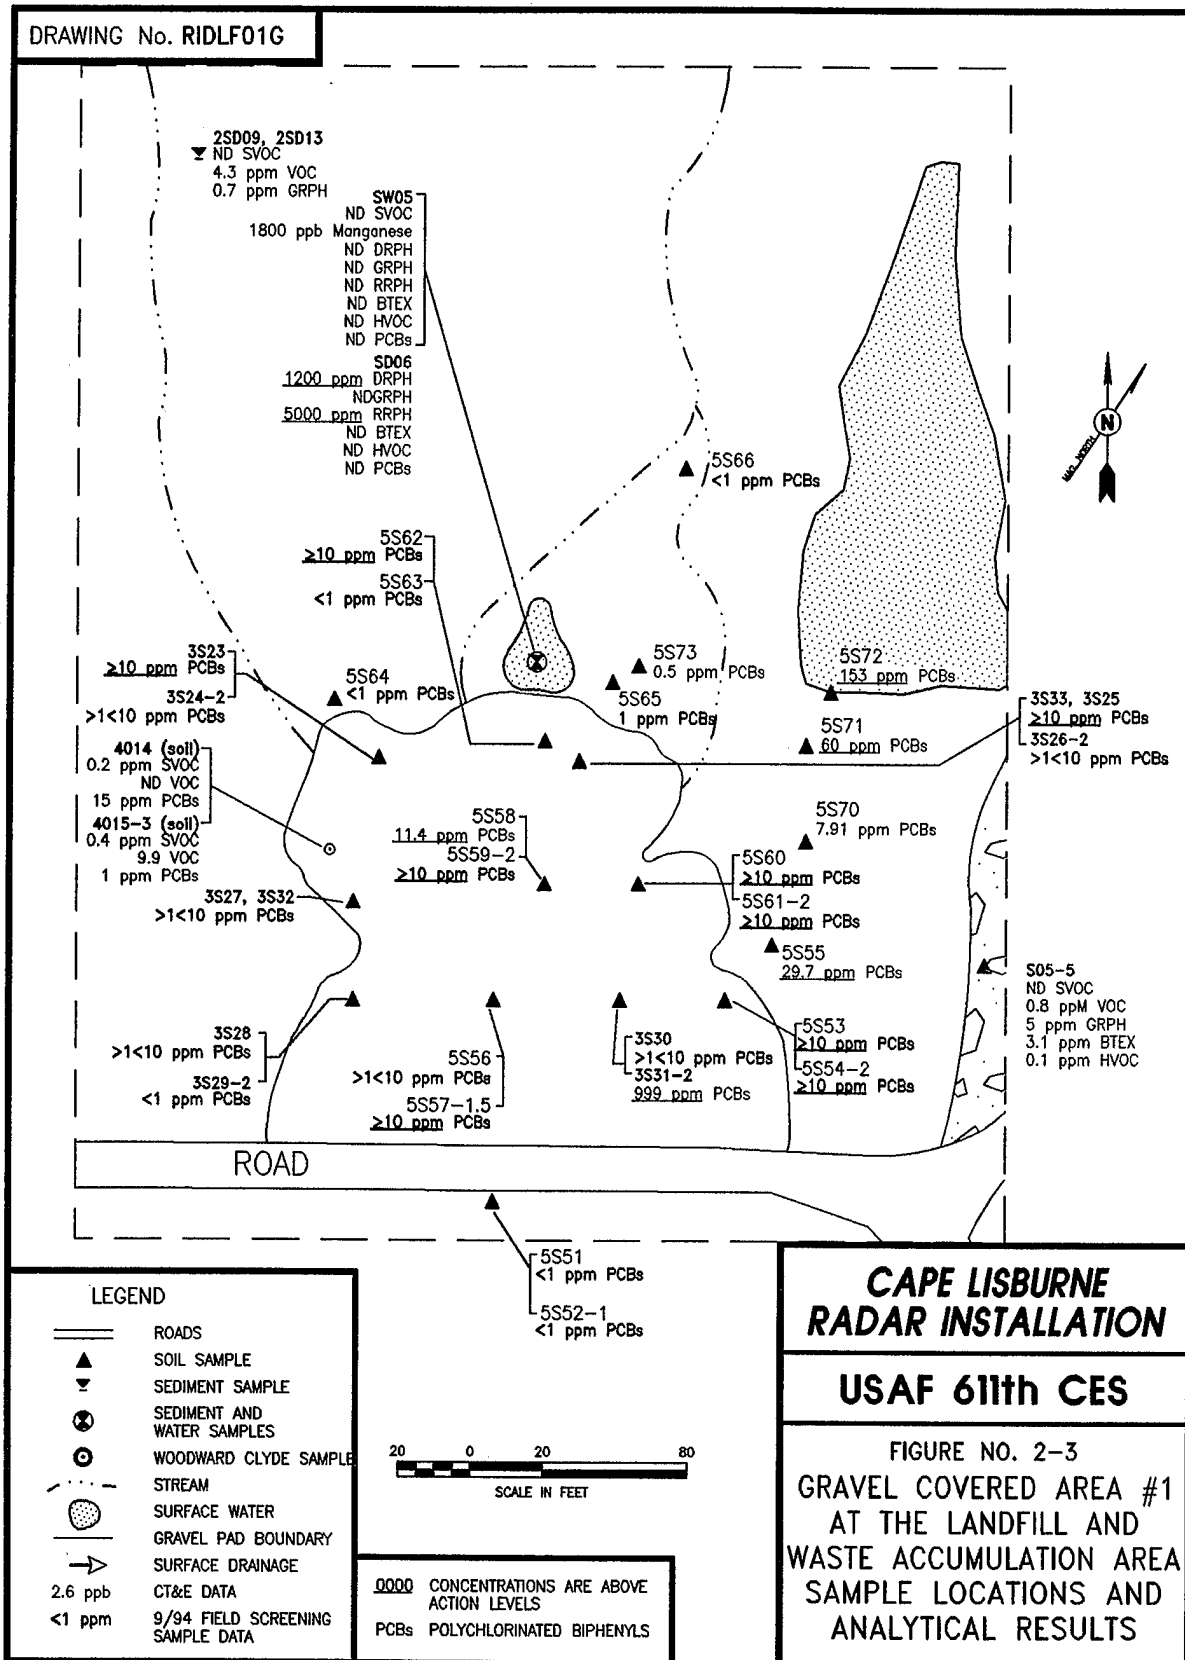 DRAWING No. RIDLF01G
2SD09, 2SD13
ND SVOC
4.3 ppm VOC
0.7 ppm GRPH
SW05
ND SVOC
1800 ppb Manganese
ND DRPH
ND GRPH
ND RRPH
ND BTEX
ND HVOC
ND PCBs
SD06
1200 ppm DRPH
NDGRPH
5000 ppm RRPH
ND BTEX
ND HVOC
ND PCBs
N
MAG NORTH
5S66
<1 ppm PCBs
5S62
≥10 ppm PCBs
5S63
<1 ppm PCBs
3S23
≥10 ppm PCBs
3S24-2
>1<10 ppm PCBs
5S64
<1 ppm PCBs
5S73
0.5 ppm PCBs
5S65
1 ppm PCBs
5S72
153 ppm PCBs
3S33, 3S25
≥10 ppm PCBs
3S26-2
>1<10 ppm PCBs
5S71
60 ppm PCBs
4014 (soil)
0.2 ppm SVOC
ND VOC
15 ppm PCBs
4015-3 (soil)
0.4 ppm SVOC
9.9 VOC
1 ppm PCBs
5S58
11.4 ppm PCBs
5S59-2
≥10 ppm PCBs
5S70
7.91 ppm PCBs
5S60
≥10 ppm PCBs
5S61-2
≥10 ppm PCBs
3S27, 3S32
>1<10 ppm PCBs
5S55
29.7 ppm PCBs
S05-5
ND SVOC
0.8 ppM VOC
5 ppm GRPH
3.1 ppm BTEX
0.1 ppm HVOC
3S28
>1<10 ppm PCBs
3S29-2
<1 ppm PCBs
5S56
>1<10 ppm PCBs
5S57-1.5
≥10 ppm PCBs
3S30
>1<10 ppm PCBs
3S31-2
999 ppm PCBs
5S53
≥10 ppm PCBs
5S54-2
≥10 ppm PCBs
ROAD
5S51
<1 ppm PCBs
5S52-1
<1 ppm PCBs
LEGEND
ROADS
SOIL SAMPLE
SEDIMENT SAMPLE
SEDIMENT AND
WATER SAMPLES
WOODWARD CLYDE SAMPLE
STREAM
SURFACE WATER
GRAVEL PAD BOUNDARY
SURFACE DRAINAGE
2.6 ppb CT&E DATA
<1 ppm 9/94 FIELD SCREENING
SAMPLE DATA
20 0 20 80
SCALE IN FEET
0000 CONCENTRATIONS ARE ABOVE
ACTION LEVELS
PCBs POLYCHLORINATED BIPHENYLS
CAPE LISBURNE
RADAR INSTALLATION
USAF 611th CES
FIGURE NO. 2-3
GRAVEL COVERED AREA #1
AT THE LANDFILL AND
WASTE ACCUMULATION AREA
SAMPLE LOCATIONS AND
ANALYTICAL RESULTS